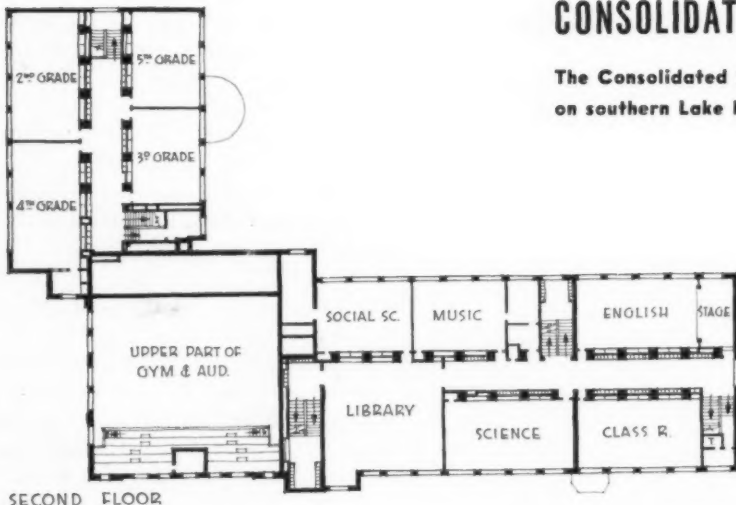 CONSOLIDAT
The Consolidated
on southern Lake
2ND GRADE
5TH GRADE
3D GRADE
4TH GRADE
SOCIAL SC.
MUSIC
ENGLISH
STAGE
UPPER PART OF
GYM & AUD.
LIBRARY
SCIENCE
CLASS R.
SECOND FLOOR